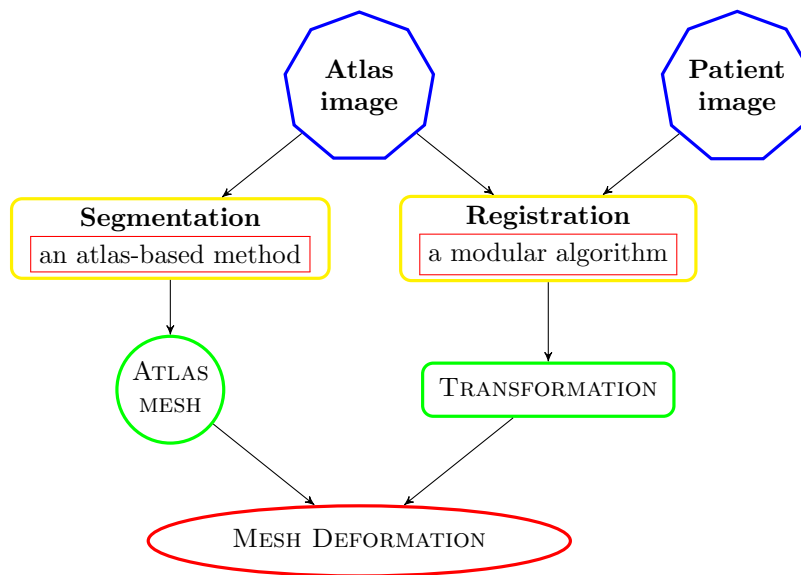 Atlas
image
Patient
image
Segmentation
an atlas-based method
Registration
a modular algorithm
ATLAS
MESH
TRANSFORMATION
MESH DEFORMATION